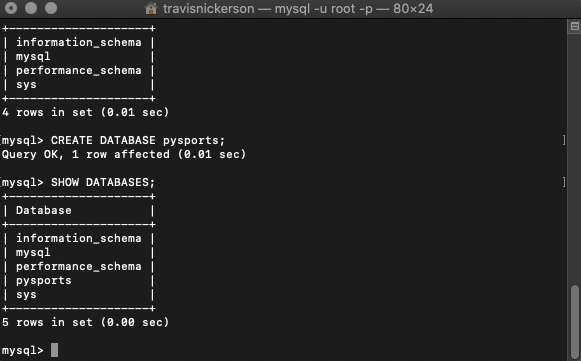 travisnickerson — mysql -u root -p — 80×24
+--------------------+
| information_schema |
| mysql              |
| performance_schema |
| sys                |
+--------------------+
4 rows in set (0.01 sec)

[mysql> CREATE DATABASE pysports; ]
Query OK, 1 row affected (0.01 sec)

[mysql> SHOW DATABASES; ]
+--------------------+
| Database           |
+--------------------+
| information_schema |
| mysql              |
| performance_schema |
| pysports           |
| sys                |
+--------------------+
5 rows in set (0.00 sec)

mysql>